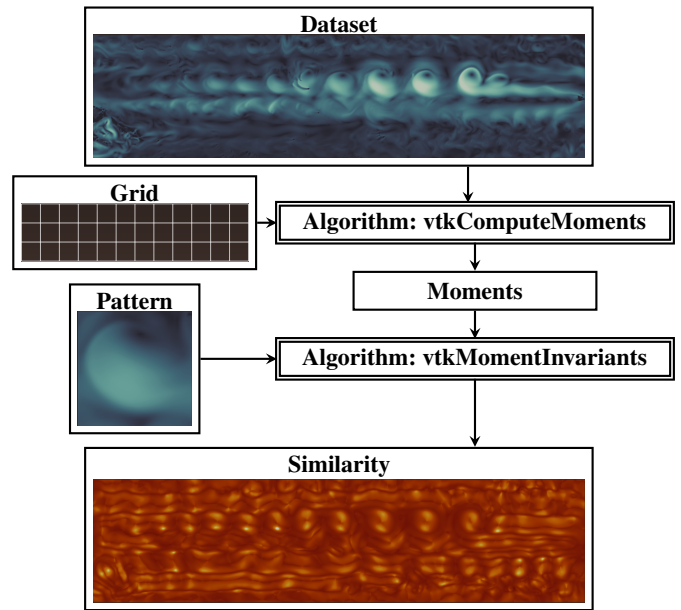 Dataset
Grid
Algorithm: vtkComputeMoments
Moments
Pattern
Algorithm: vtkMomentInvariants
Similarity